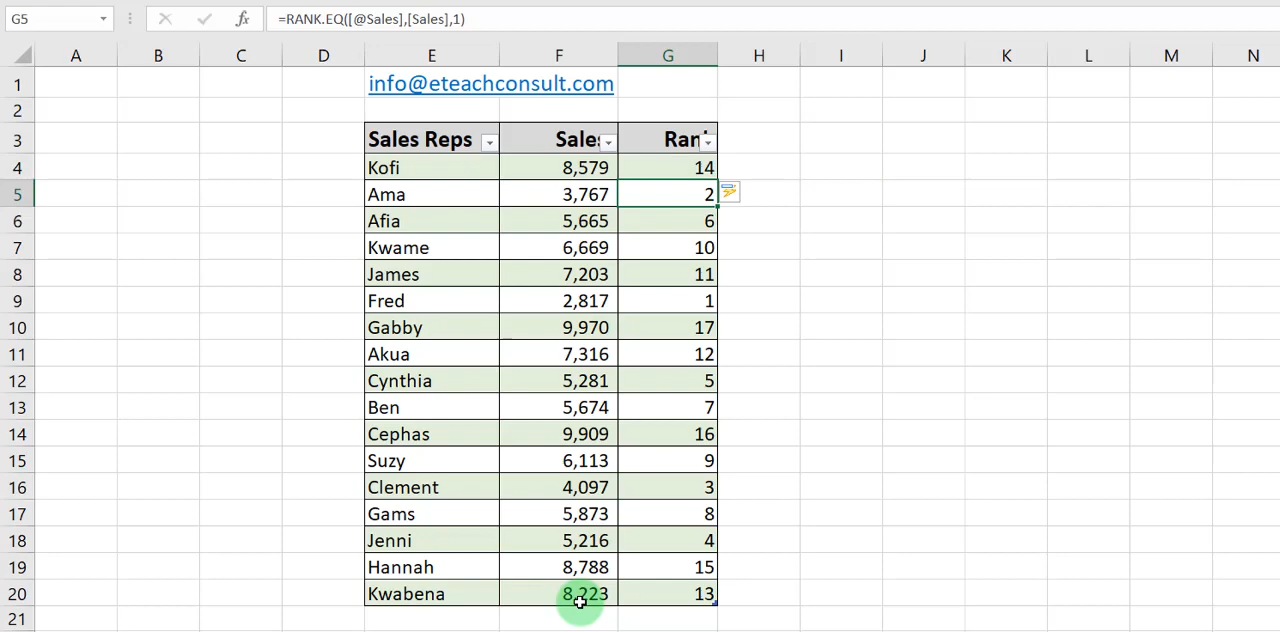 G5 fx =RANK.EQ([@Sales],[Sales],1)
A B C D E F G H I J K L M N
1 info@eteachconsult.com
2
3 Sales Reps Sales Rank
4 Kofi 8,579 14
5 Ama 3,767 2
6 Afia 5,665 6
7 Kwame 6,669 10
8 James 7,203 11
9 Fred 2,817 1
10 Gabby 9,970 17
11 Akua 7,316 12
12 Cynthia 5,281 5
13 Ben 5,674 7
14 Cephas 9,909 16
15 Suzy 6,113 9
16 Clement 4,097 3
17 Gams 5,873 8
18 Jenni 5,216 4
19 Hannah 8,788 15
20 Kwabena 8,223 13
21